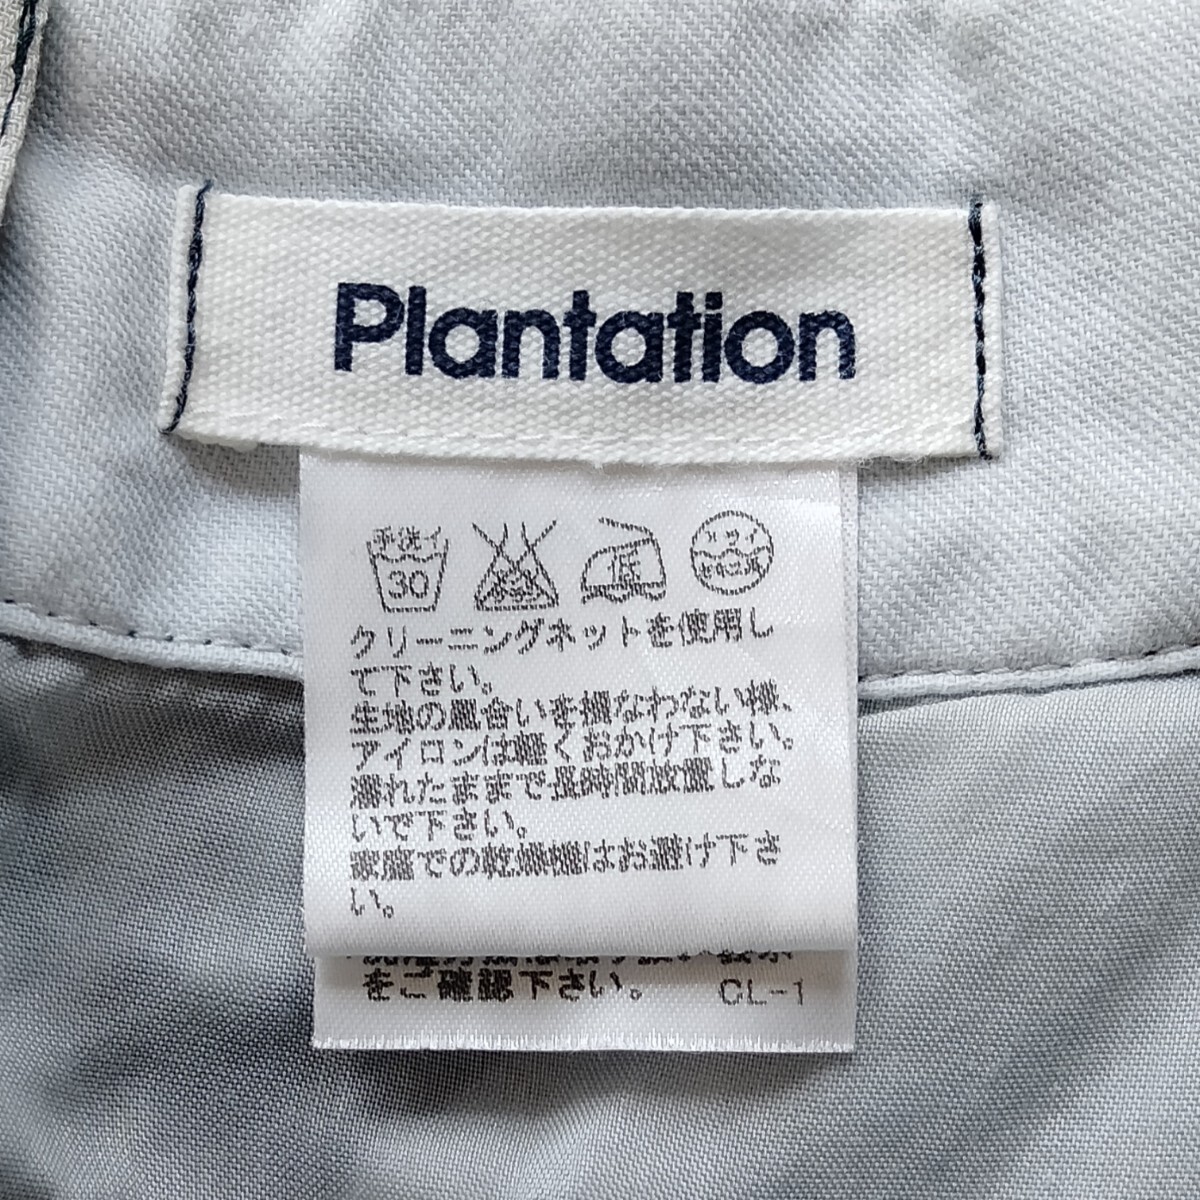 Plantation
手洗イ
30
クリーニングネットを使用し
て下さい。
生地の風合いを損なわない様、
アイロンは軽くおかけ下さい。
濡れたままで長時間放置しな
いで下さい。
家庭での乾燥機はお避け下さ
い。
をご確認下さい。 CL-1